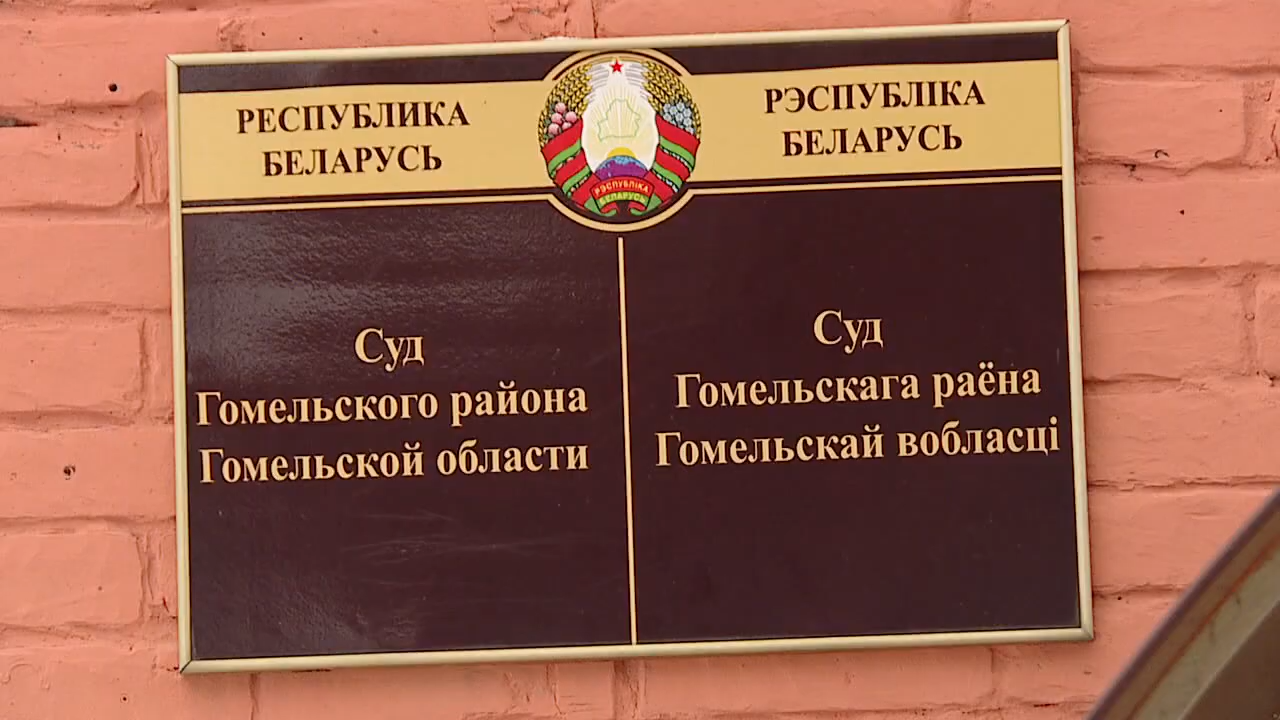 РЕСПУБЛИКА
БЕЛАРУСЬ
РЭСПУБЛІКА
БЕЛАРУСЬ
РЭСПУБЛІКА
БЕЛАРУСЬ
Суд
Гомельского района
Гомельской области
Суд
Гомельскага раёна
Гомельскай вобласці